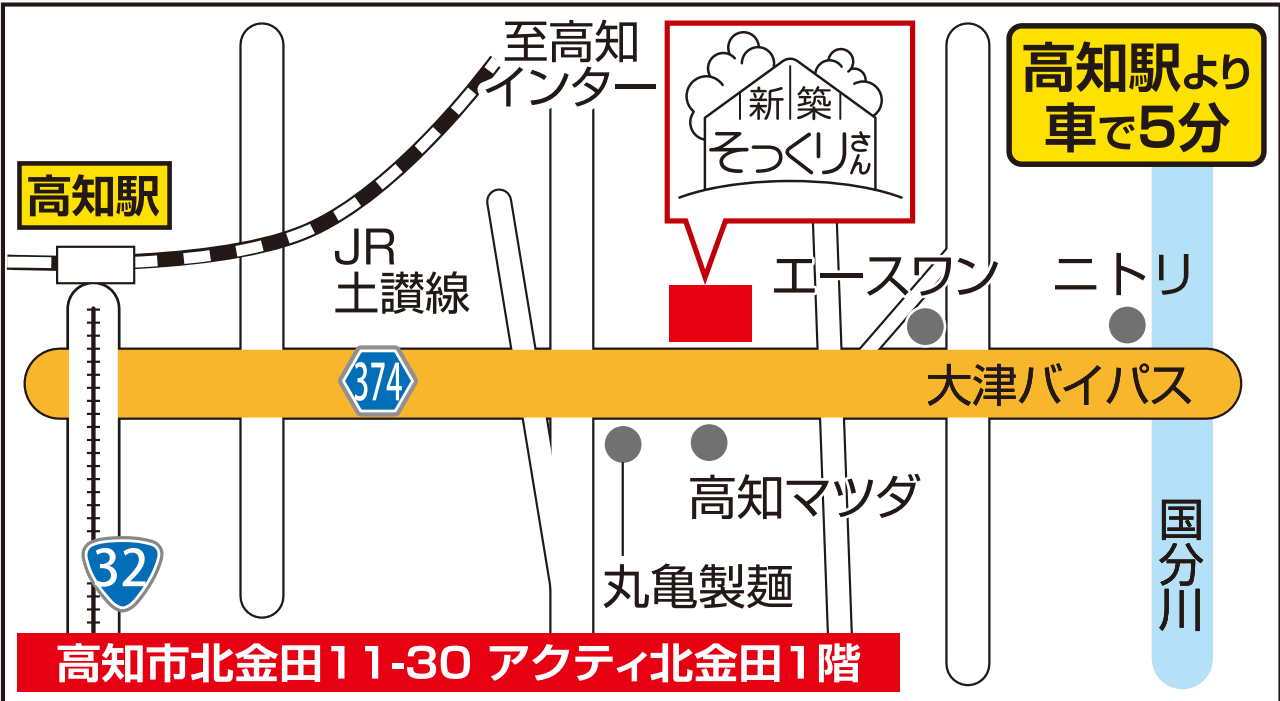 至高知
インター
新築
そっくりさん
高知駅より
車で5分
高知駅
JR
土讃線
エースワン
ニトリ
374
大津バイパス
高知マツダ
丸亀製麺
国分川
32
高知市北金田11-30 アクティ北金田1階